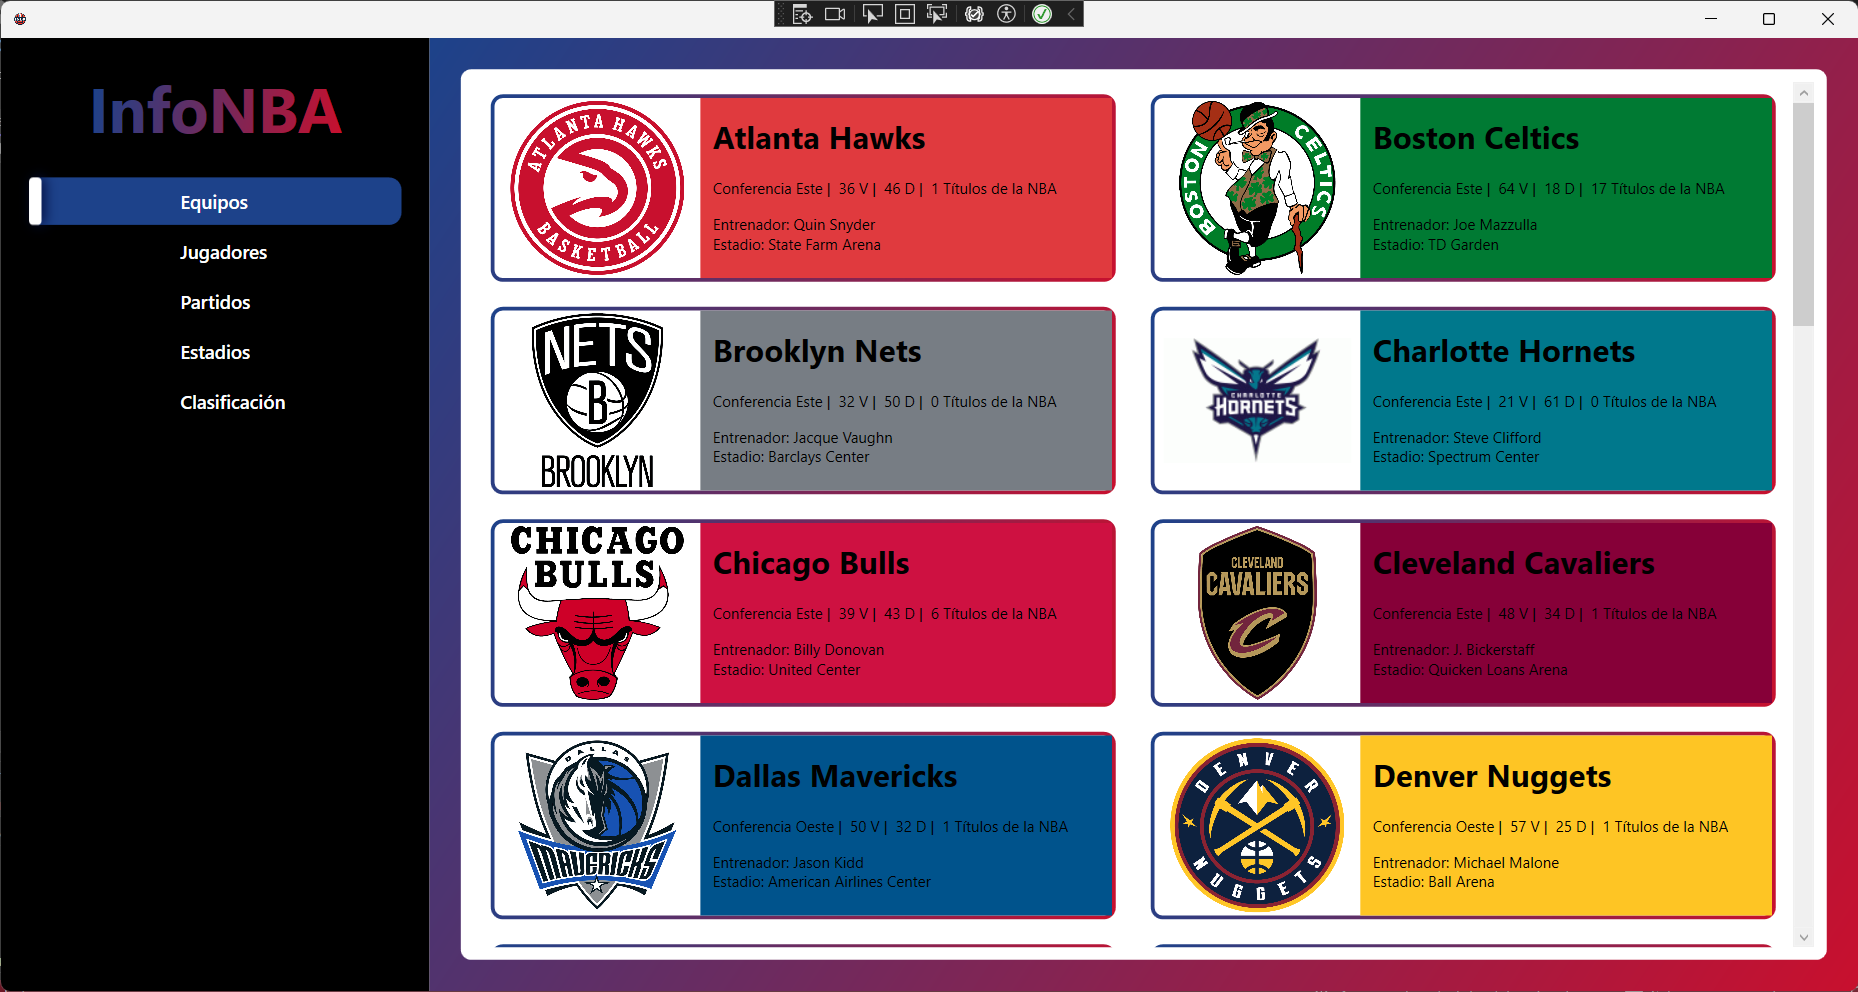 InfoNBA
Equipos
Jugadores
Partidos
Estadios
Clasificación
ATLANTA HAWKS
BASKETBALL
Atlanta Hawks
Conferencia Este | 36 V | 46 D | 1 Títulos de la NBA
Entrenador: Quin Snyder
Estadio: State Farm Arena
BOSTON CELTICS
Boston Celtics
Conferencia Este | 64 V | 18 D | 17 Títulos de la NBA
Entrenador: Joe Mazzulla
Estadio: TD Garden
NETS
B
BROOKLYN
Brooklyn Nets
Conferencia Este | 32 V | 50 D | 0 Títulos de la NBA
Entrenador: Jacque Vaughn
Estadio: Barclays Center
CHARLOTTE
HORNETS
Charlotte Hornets
Conferencia Este | 21 V | 61 D | 0 Títulos de la NBA
Entrenador: Steve Clifford
Estadio: Spectrum Center
CHICAGO
BULLS
Chicago Bulls
Conferencia Este | 39 V | 43 D | 6 Títulos de la NBA
Entrenador: Billy Donovan
Estadio: United Center
CLEVELAND
CAVALIERS
C
Cleveland Cavaliers
Conferencia Este | 48 V | 34 D | 1 Títulos de la NBA
Entrenador: J. Bickerstaff
Estadio: Quicken Loans Arena
DALLAS
MAVERICKS
Dallas Mavericks
Conferencia Oeste | 50 V | 32 D | 1 Títulos de la NBA
Entrenador: Jason Kidd
Estadio: American Airlines Center
DENVER
NUGGETS
Denver Nuggets
Conferencia Oeste | 57 V | 25 D | 1 Títulos de la NBA
Entrenador: Michael Malone
Estadio: Ball Arena